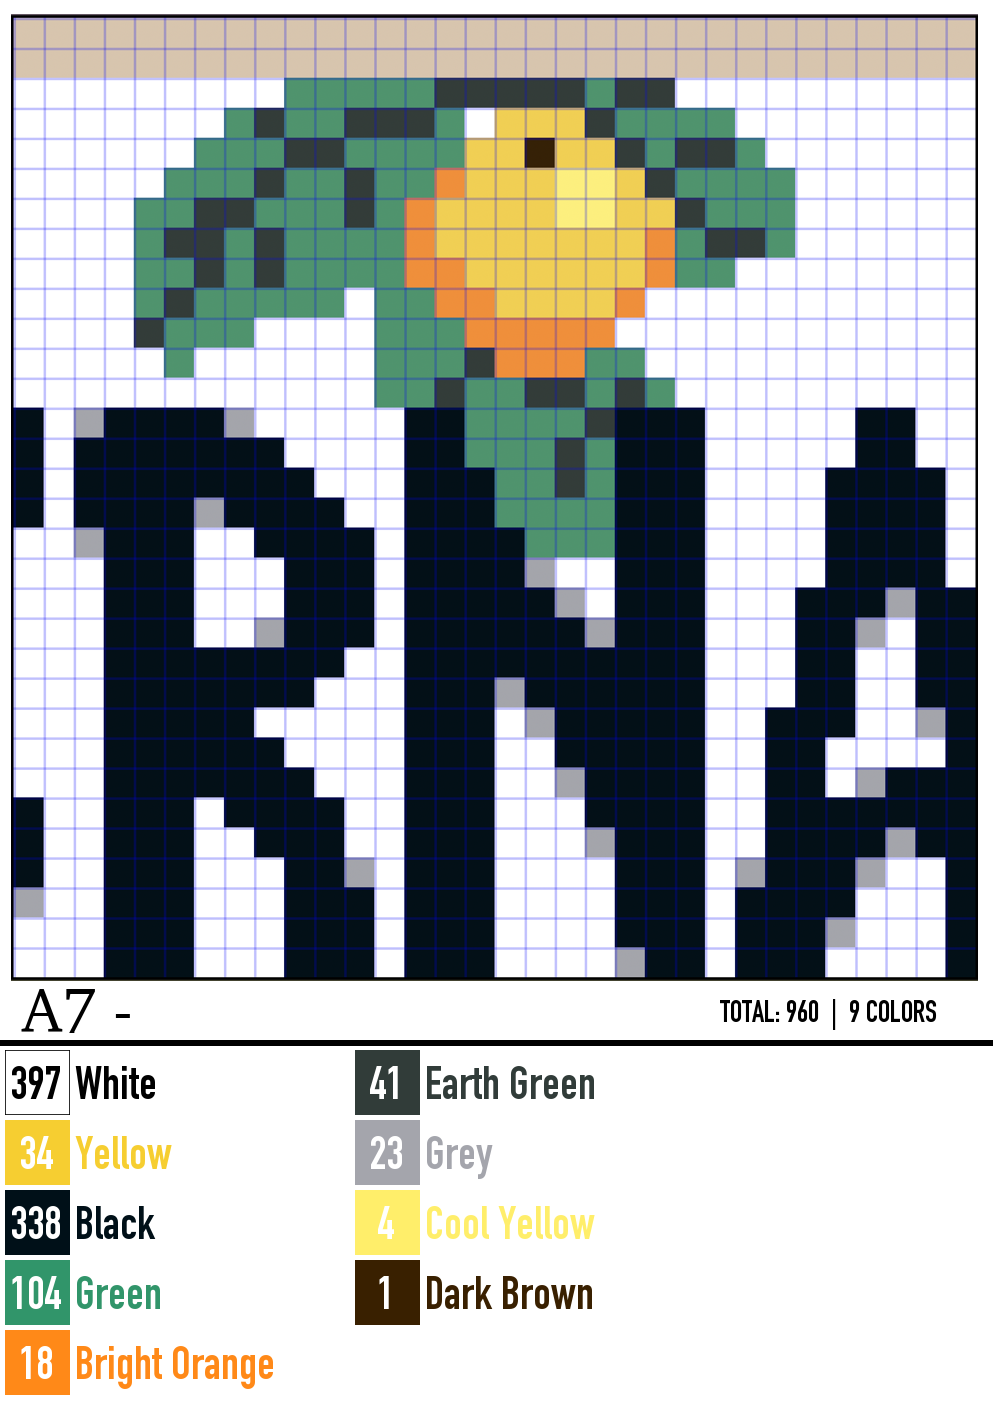 RNA
A7 -
TOTAL: 960 | 9 COLORS
397 White
41 Earth Green
34 Yellow
23 Grey
338 Black
4 Cool Yellow
104 Green
1 Dark Brown
18 Bright Orange